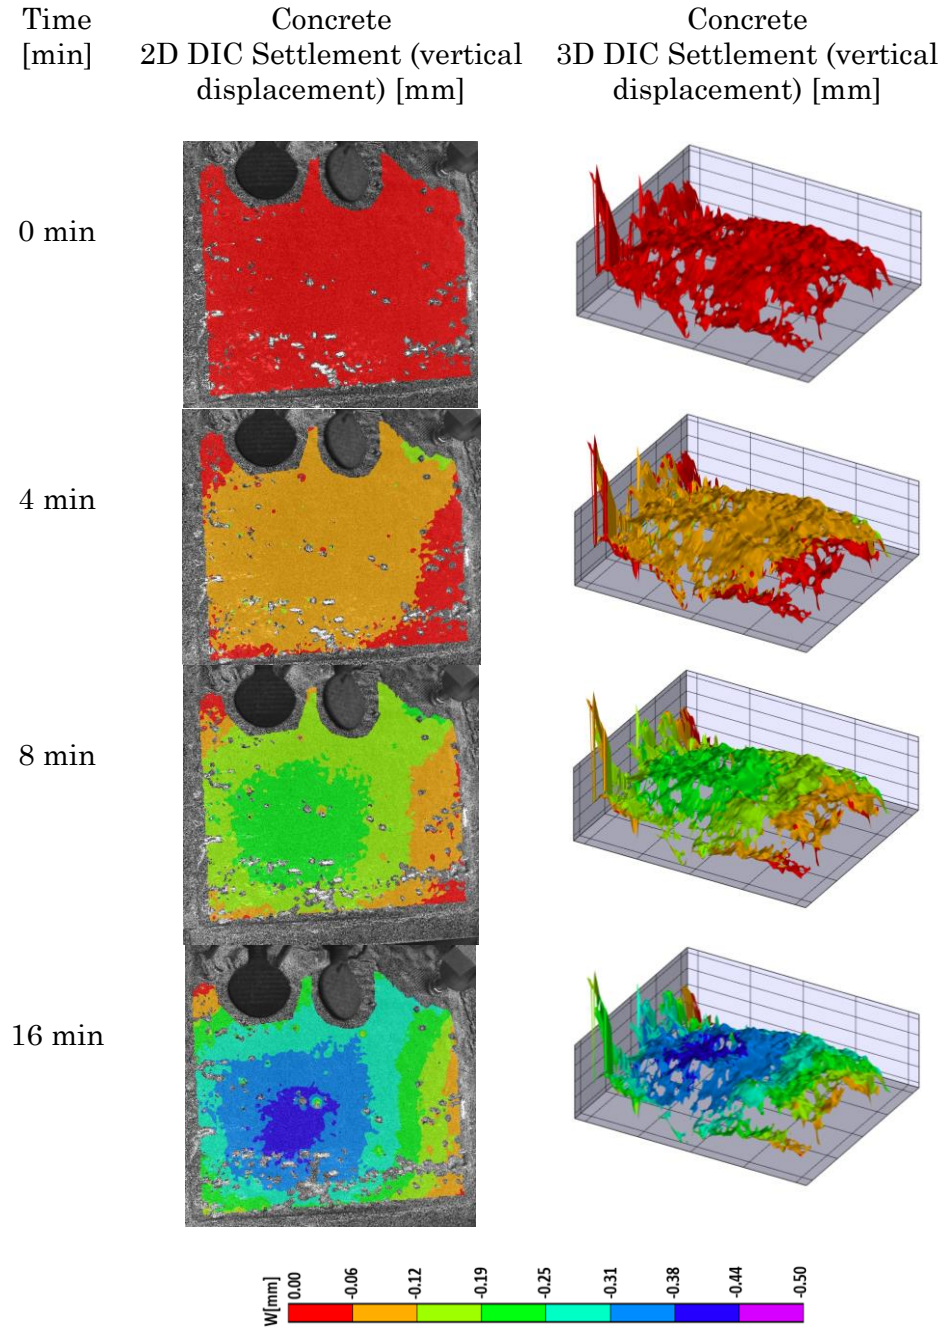 Time
[min]
Concrete
2D DIC Settlement (vertical
displacement) [mm]
Concrete
3D DIC Settlement (vertical
displacement) [mm]
0 min
4 min
8 min
16 min
W[mm]
0.00
-0.06
-0.12
-0.19
-0.25
-0.31
-0.38
-0.44
-0.50